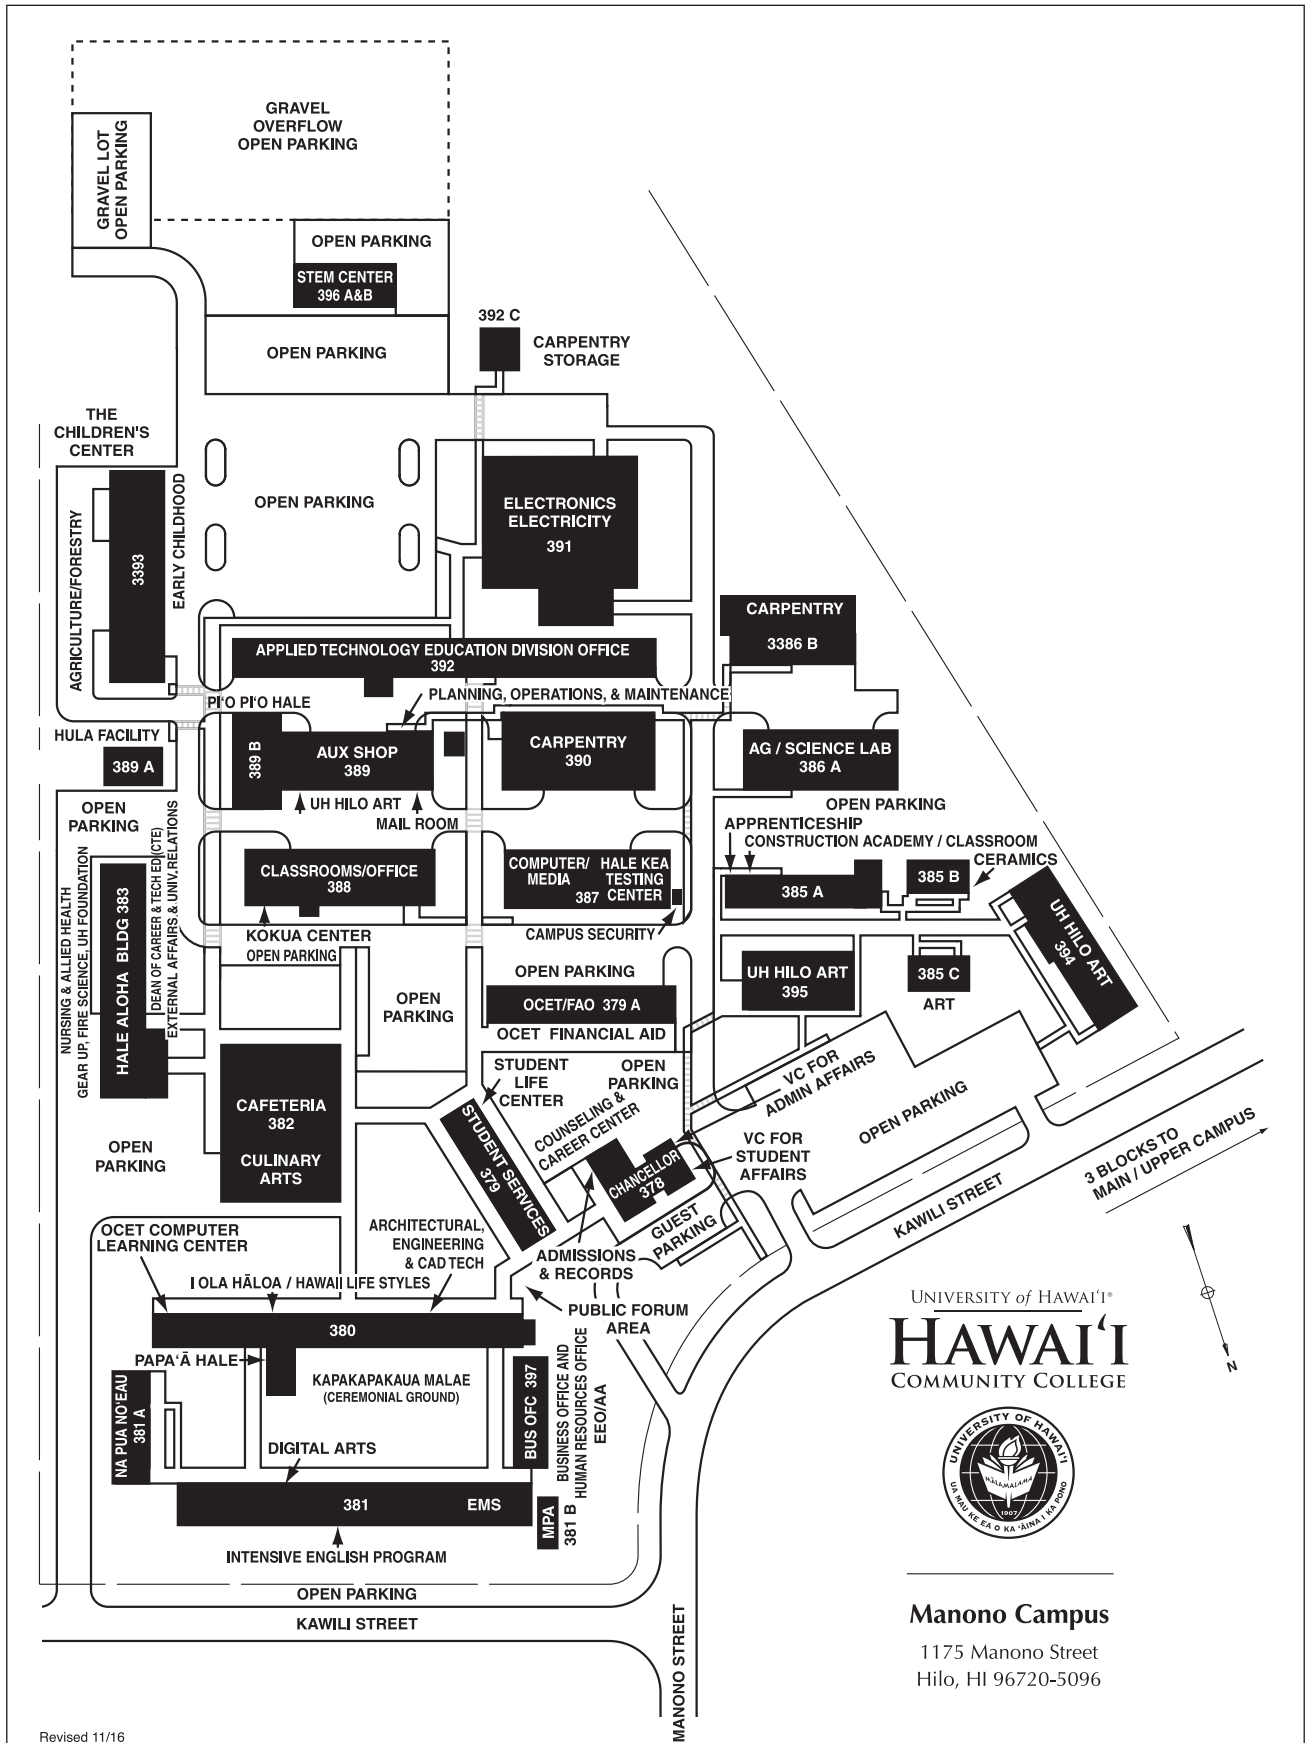 GRAVEL
OVERFLOW
OPEN PARKING
GRAVEL LOT
OPEN PARKING
OPEN PARKING
STEM CENTER
396 A&B
OPEN PARKING
392 C
CARPENTRY
STORAGE
THE
CHILDREN'S
CENTER
AGRICULTURE/FORESTRY
3393
EARLY CHILDHOOD
OPEN PARKING
ELECTRONICS
ELECTRICITY
391
CARPENTRY
3386 B
APPLIED TECHNOLOGY EDUCATION DIVISION OFFICE
392
PLANNING, OPERATIONS, & MAINTENANCE
PI‘O PI‘O HALE
HULA FACILITY
389 A
389 B
AUX SHOP
389
CARPENTRY
390
AG / SCIENCE LAB
386 A
OPEN PARKING
OPEN
PARKING
UH HILO ART
MAIL ROOM
APPRENTICESHIP
CONSTRUCTION ACADEMY / CLASSROOM
CERAMICS
NURSING & ALLIED HEALTH
GEAR UP, FIRE SCIENCE, UH FOUNDATION
HALE ALOHA BLDG 383
DEAN OF CAREER & TECH ED (CTE)
EXTERNAL AFFAIRS, & UNIV. RELATIONS
CLASSROOMS/OFFICE
388
COMPUTER/
MEDIA
387
HALE KEA
TESTING
CENTER
385 A
385 B
UH HILO ART
394
KOKUA CENTER
OPEN PARKING
CAMPUS SECURITY
OPEN PARKING
UH HILO ART
395
385 C
ART
OPEN
PARKING
OCET/FAO 379 A
OCET FINANCIAL AID
STUDENT
LIFE
CENTER
OPEN
PARKING
COUNSELING &
CAREER CENTER
VC FOR
ADMIN AFFAIRS
OPEN PARKING
CAFETERIA
382
CULINARY
ARTS
OPEN
PARKING
STUDENT SERVICES
379
CHANCELLOR
378
VC FOR
STUDENT
AFFAIRS
GUEST
PARKING
KAWILI STREET
3 BLOCKS TO
MAIN / UPPER CAMPUS
OCET COMPUTER
LEARNING CENTER
ARCHITECTURAL,
ENGINEERING
& CAD TECH
ADMISSIONS
& RECORDS
I OLA HĀLOA / HAWAII LIFE STYLES
PUBLIC FORUM
AREA
380
PAPA‘Ā HALE
KAPAKAPAKAUA MALAE
(CEREMONIAL GROUND)
NA PUA NO‘EAU
381 A
BUS OFC 397
BUSINESS OFFICE AND
HUMAN RESOURCES OFFICE
EEO/AA
DIGITAL ARTS
381
EMS
MPA
381 B
INTENSIVE ENGLISH PROGRAM
OPEN PARKING
KAWILI STREET
MANONO STREET
N
UNIVERSITY of HAWAI‘I®
HAWAI‘I
COMMUNITY COLLEGE
UNIVERSITY OF HAWAI‘I
MĀLAMALAMA
1907
UA MAU KE EA O KA ‘ĀINA I KA PONO
Manono Campus
1175 Manono Street
Hilo, HI 96720-5096
Revised 11/16